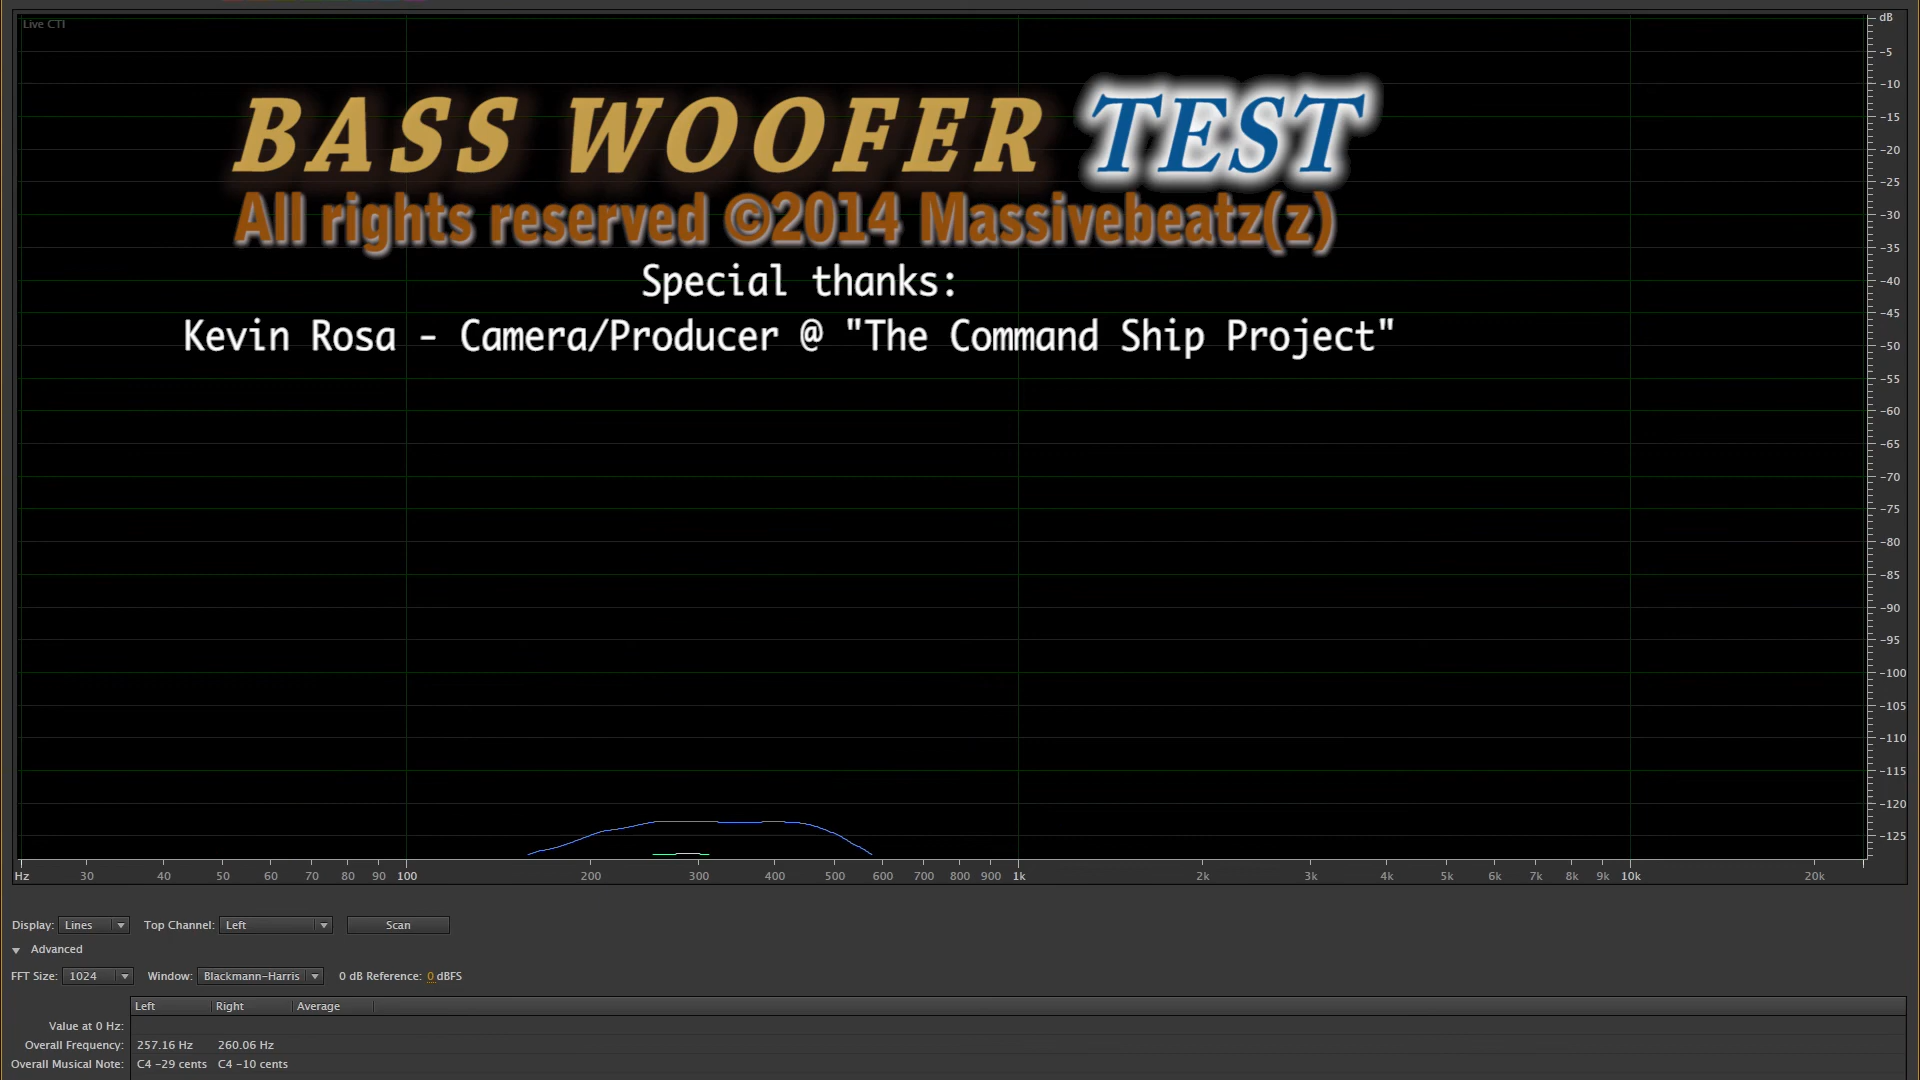 Live CTI
dB
BASS WOOFER TEST
All rights reserved ©2014 Massivebeatz(z)
Special thanks:
Kevin Rosa - Camera/Producer @ "The Command Ship Project"
-5
-10
-15
-20
-25
-30
-35
-40
-45
-50
-55
-60
-65
-70
-75
-80
-85
-90
-95
-100
-105
-110
-115
-120
-125
Hz 30 40 50 60 70 80 90 100 200 300 400 500 600 700 800 900 1k 2k 3k 4k 5k 6k 7k 8k 9k 10k 20k
Display: Lines Top Channel: Left Scan
Advanced
FFT Size: 1024 Window: Blackmann-Harris 0 dB Reference: 0 dBFS
Left Right Average
Value at 0 Hz:
Overall Frequency: 257.16 Hz 260.06 Hz
Overall Musical Note: C4 -29 cents C4 -10 cents